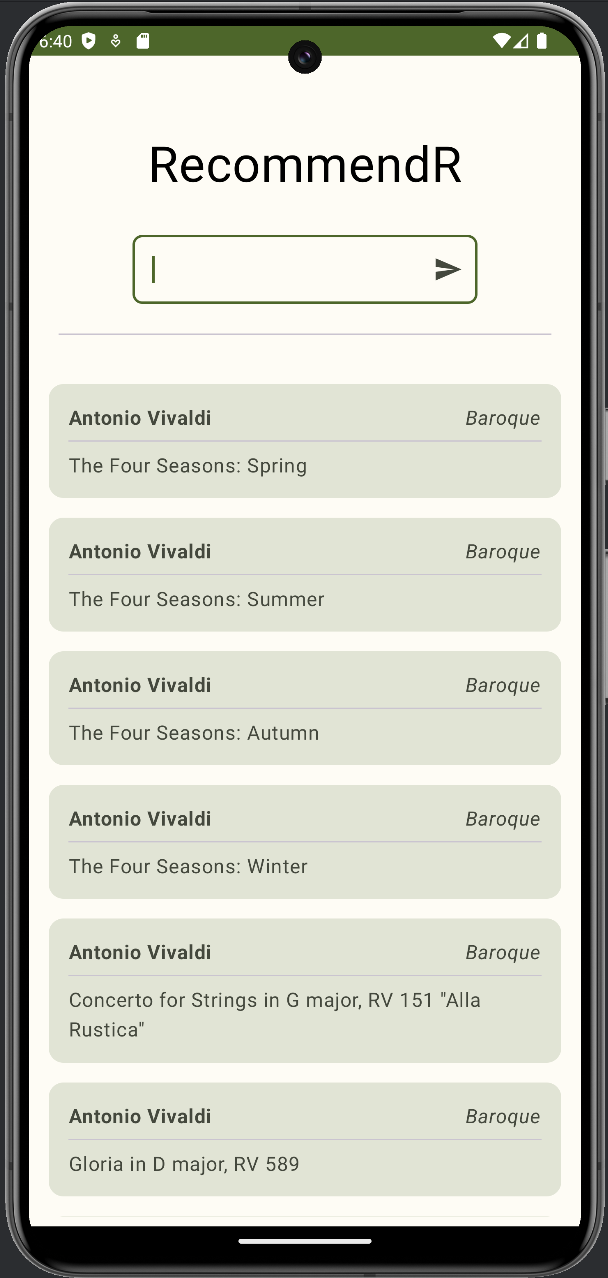 6:40
RecommendR
Antonio Vivaldi Baroque
The Four Seasons: Spring
Antonio Vivaldi Baroque
The Four Seasons: Summer
Antonio Vivaldi Baroque
The Four Seasons: Autumn
Antonio Vivaldi Baroque
The Four Seasons: Winter
Antonio Vivaldi Baroque
Concerto for Strings in G major, RV 151 "Alla
Rustica"
Antonio Vivaldi Baroque
Gloria in D major, RV 589